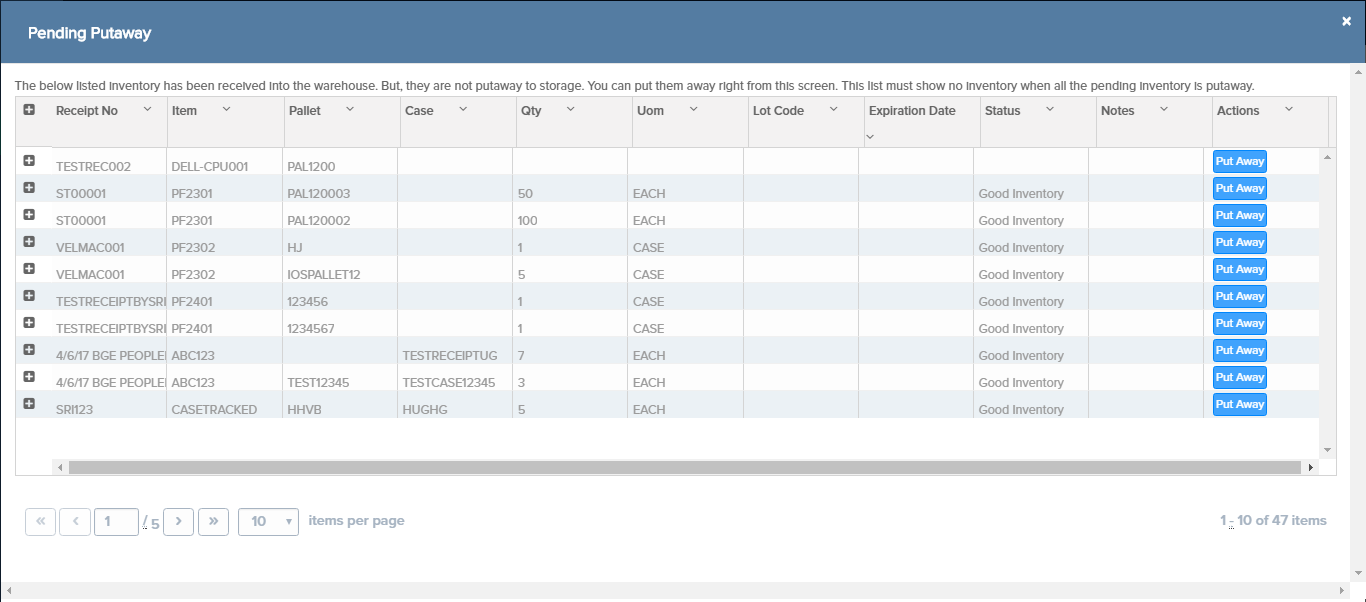 Pending Putaway
The below listed inventory has been received into the warehouse. But, they are not putaway to storage. You can put them away right from this screen. This list must show no inventory when all the pending inventory is putaway.
Receipt No Item Pallet Case Qty Uom Lot Code Expiration Date Status Notes Actions
TESTREC002 DELL-CPU001 PAL1200 Put Away
ST00001 PF2301 PAL120003 50 EACH Good Inventory Put Away
ST00001 PF2301 PAL120002 100 EACH Good Inventory Put Away
VELMAC001 PF2302 HJ 1 CASE Good Inventory Put Away
VELMAC001 PF2302 IOSPALLET12 5 CASE Good Inventory Put Away
TESTRECEIPTBYSRI PF2401 123456 1 CASE Good Inventory Put Away
TESTRECEIPTBYSRI PF2401 1234567 1 CASE Good Inventory Put Away
4/6/17 BGE PEOPLE ABC123 TESTRECEIPTUG 7 EACH Good Inventory Put Away
4/6/17 BGE PEOPLE ABC123 TEST12345 TESTCASE12345 3 EACH Good Inventory Put Away
SRI123 CASETRACKED HHVB HUGHG 5 EACH Good Inventory Put Away
« ‹ 1 / 5 › » 10 items per page 1 - 10 of 47 items